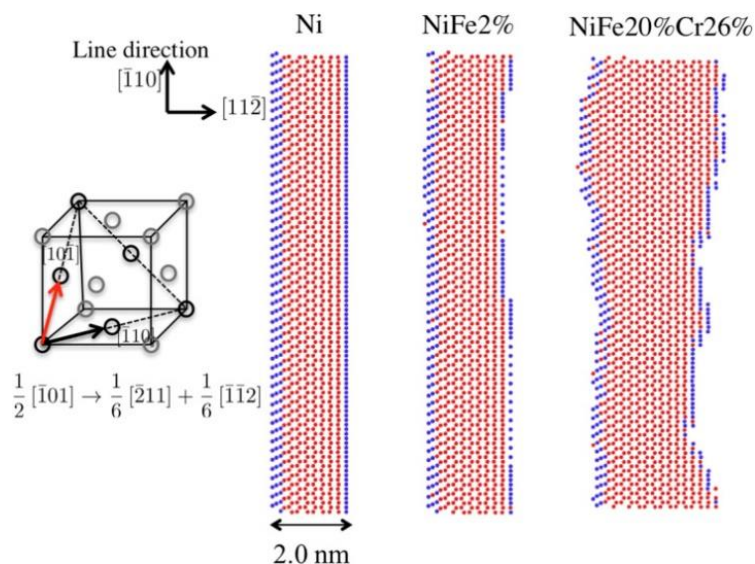 Ni
NiFe2%
NiFe20%Cr26%
Line direction
[1̄10]
[112̄]
[101̄]
[1̄10]
1/2 [1̄01] → 1/6 [2̄11] + 1/6 [1̄1̄2]
2.0 nm